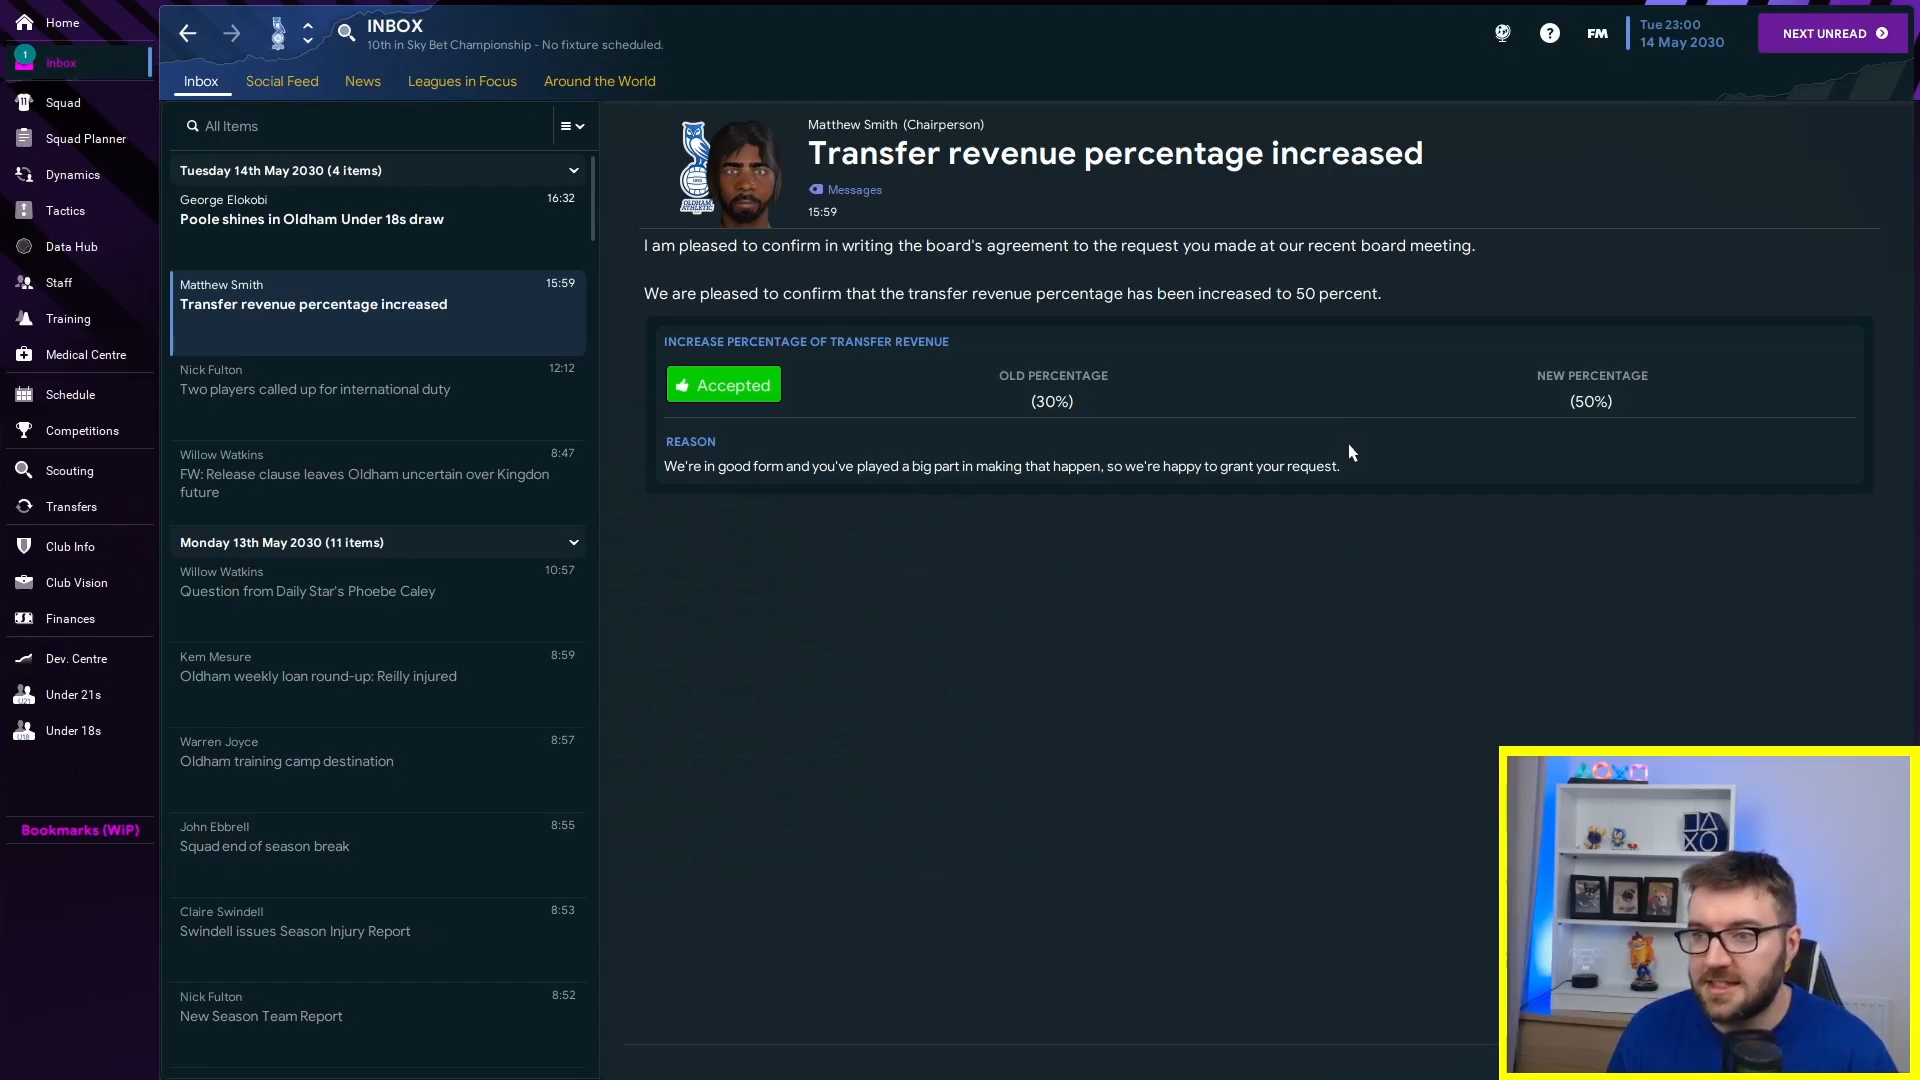 Home
1
Inbox
Squad
Squad Planner
Dynamics
Tactics
Data Hub
Staff
Training
Medical Centre
Schedule
Competitions
Scouting
Transfers
Club Info
Club Vision
Finances
Dev. Centre
Under 21s
Under 18s
Bookmarks (WiP)
INBOX
10th in Sky Bet Championship - No fixture scheduled.
FM
Tue 23:00
14 May 2030
NEXT UNREAD
Inbox
Social Feed
News
Leagues in Focus
Around the World
All Items
Tuesday 14th May 2030 (4 items)
George Elokobi 16:32
Poole shines in Oldham Under 18s draw
Matthew Smith 15:59
Transfer revenue percentage increased
Nick Fulton 12:12
Two players called up for international duty
Willow Watkins 8:47
FW: Release clause leaves Oldham uncertain over Kingdon
future
Monday 13th May 2030 (11 items)
Willow Watkins 10:57
Question from Daily Star's Phoebe Caley
Kem Mesure 8:59
Oldham weekly loan round-up: Reilly injured
Warren Joyce 8:57
Oldham training camp destination
John Ebbrell 8:55
Squad end of season break
Claire Swindell 8:53
Swindell issues Season Injury Report
Nick Fulton 8:52
New Season Team Report
OLDHAM
ATHLETIC
Matthew Smith (Chairperson)
Transfer revenue percentage increased
Messages
15:59
I am pleased to confirm in writing the board's agreement to the request you made at our recent board meeting.
We are pleased to confirm that the transfer revenue percentage has been increased to 50 percent.
INCREASE PERCENTAGE OF TRANSFER REVENUE
Accepted
OLD PERCENTAGE
(30%)
NEW PERCENTAGE
(50%)
REASON
We're in good form and you've played a big part in making that happen, so we're happy to grant your request.
JA
XO